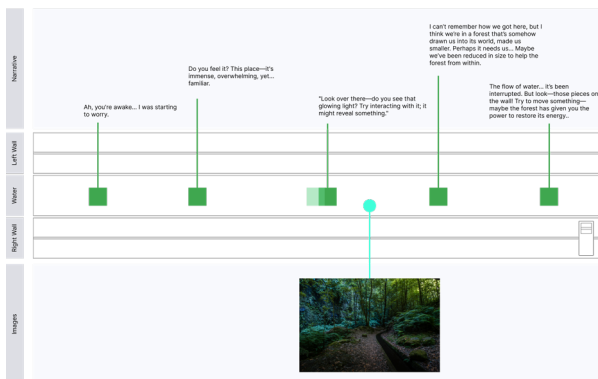 Narrative
Ah, you're awake... I was starting
to worry.
Do you feel it? This place—it's
immense, overwhelming, yet...
familiar.
"Look over there—do you see that
glowing light? Try interacting with it; it
might reveal something."
I can't remember how we got here, but I
think we're in a forest that's somehow
drawn us into its world, made us
smaller. Perhaps it needs us... Maybe
we've been reduced in size to help the
forest from within.
The flow of water... it's been
interrupted. But look—those pieces on
the wall! Try to move something—
maybe the forest has given you the
power to restore its energy..
Left Wall
Water
Right Wall
Images